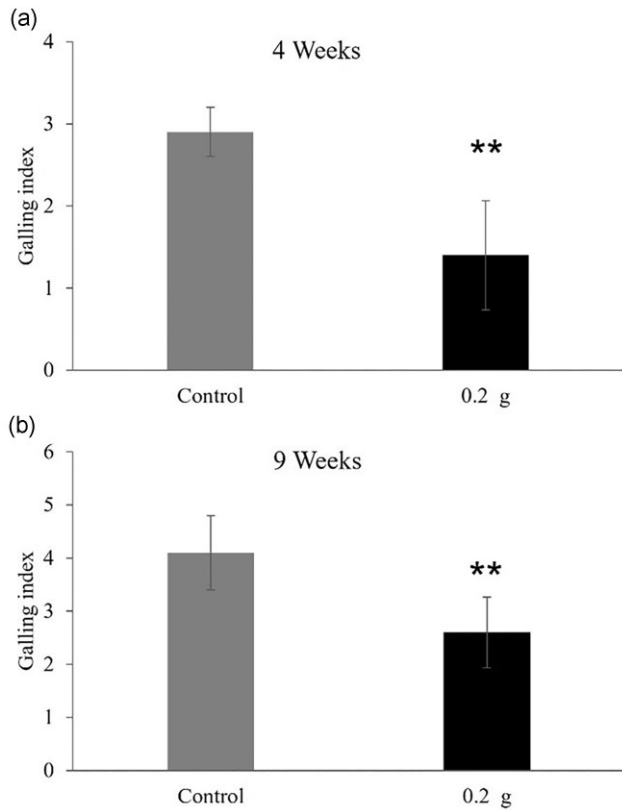 (a)
4 Weeks
4
3
2
1
0
Galling index
**
Control
0.2 g
(b)
9 Weeks
6
5
4
3
2
1
0
Galling index
**
Control
0.2 g